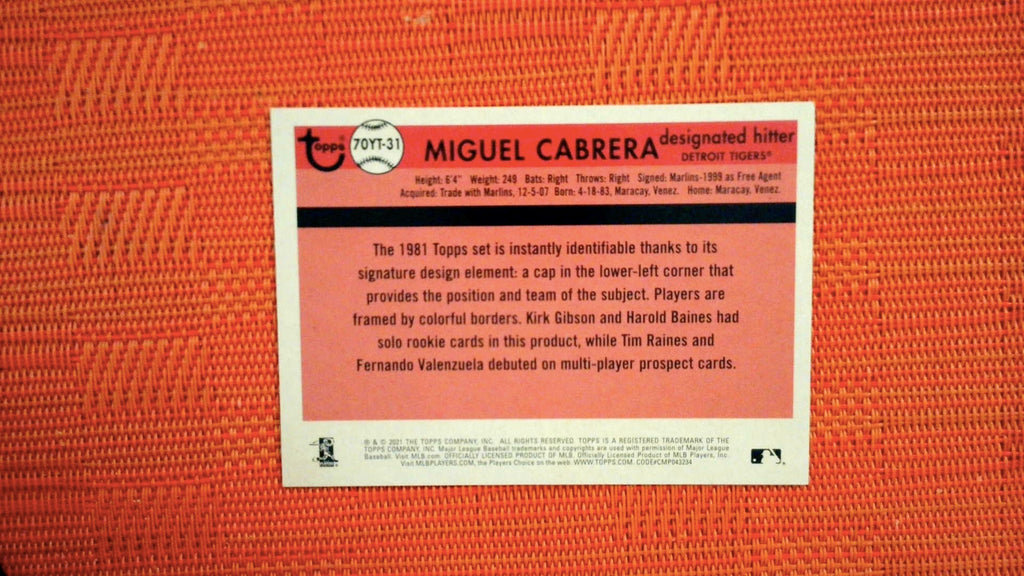 Topps®
70YT-31
MIGUEL CABRERA
designated hitter
DETROIT TIGERS®
Height: 6'4" Weight: 249 Bats: Right Throws: Right Signed: Marlins-1999 as Free Agent
Acquired: Trade with Marlins, 12-5-07 Born: 4-18-83, Maracay, Venez. Home: Maracay, Venez.
The 1981 Topps set is instantly identifiable thanks to its
signature design element: a cap in the lower-left corner that
provides the position and team of the subject. Players are
framed by colorful borders. Kirk Gibson and Harold Baines had
solo rookie cards in this product, while Tim Raines and
Fernando Valenzuela debuted on multi-player prospect cards.
® & © 2021 THE TOPPS COMPANY, INC. ALL RIGHTS RESERVED. TOPPS IS A REGISTERED TRADEMARK OF THE
TOPPS COMPANY, INC. Major League Baseball trademarks and copyrights are used with permission of Major League
Baseball. Visit MLB.com. OFFICIALLY LICENSED PRODUCT OF MLB. Officially Licensed Product of MLB Players, Inc.
Visit MLBPLAYERS.COM, the Players Choice on the web. WWW.TOPPS.COM. CODE#CMP043234